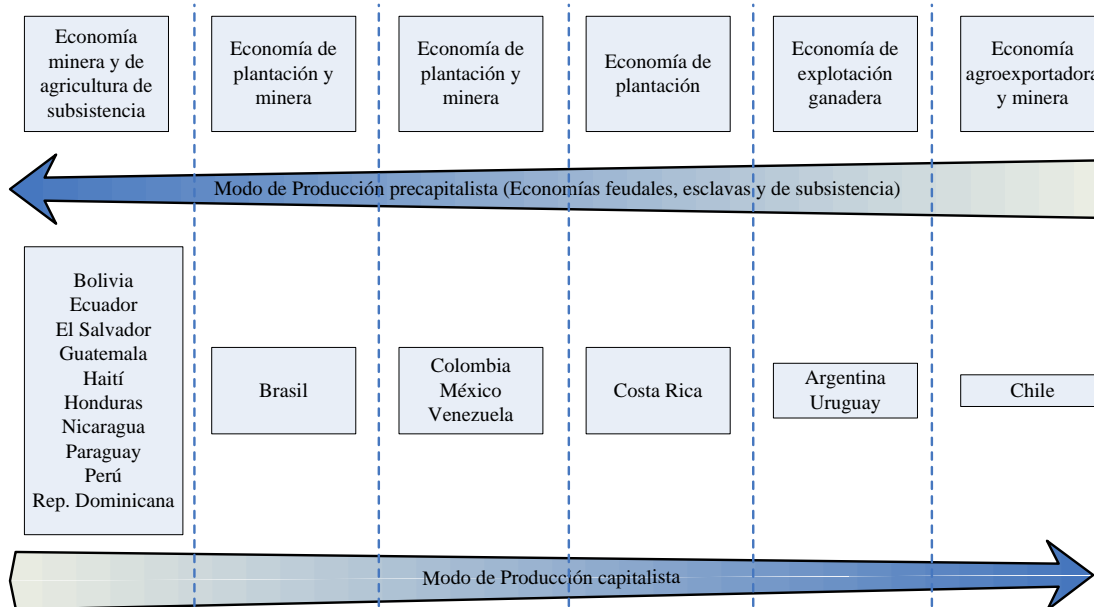 Economía
minera y de
agricultura de
subsistencia
Economía de
plantación y
minera
Economía de
plantación y
minera
Economía de
plantación
Economía de
explotación
ganadera
Economía
agroexportadora
y minera
Modo de Producción precapitalista (Economías feudales, esclavas y de subsistencia)
Bolivia
Ecuador
El Salvador
Guatemala
Haití
Honduras
Nicaragua
Paraguay
Perú
Rep. Dominicana
Brasil
Colombia
México
Venezuela
Costa Rica
Argentina
Uruguay
Chile
Modo de Producción capitalista